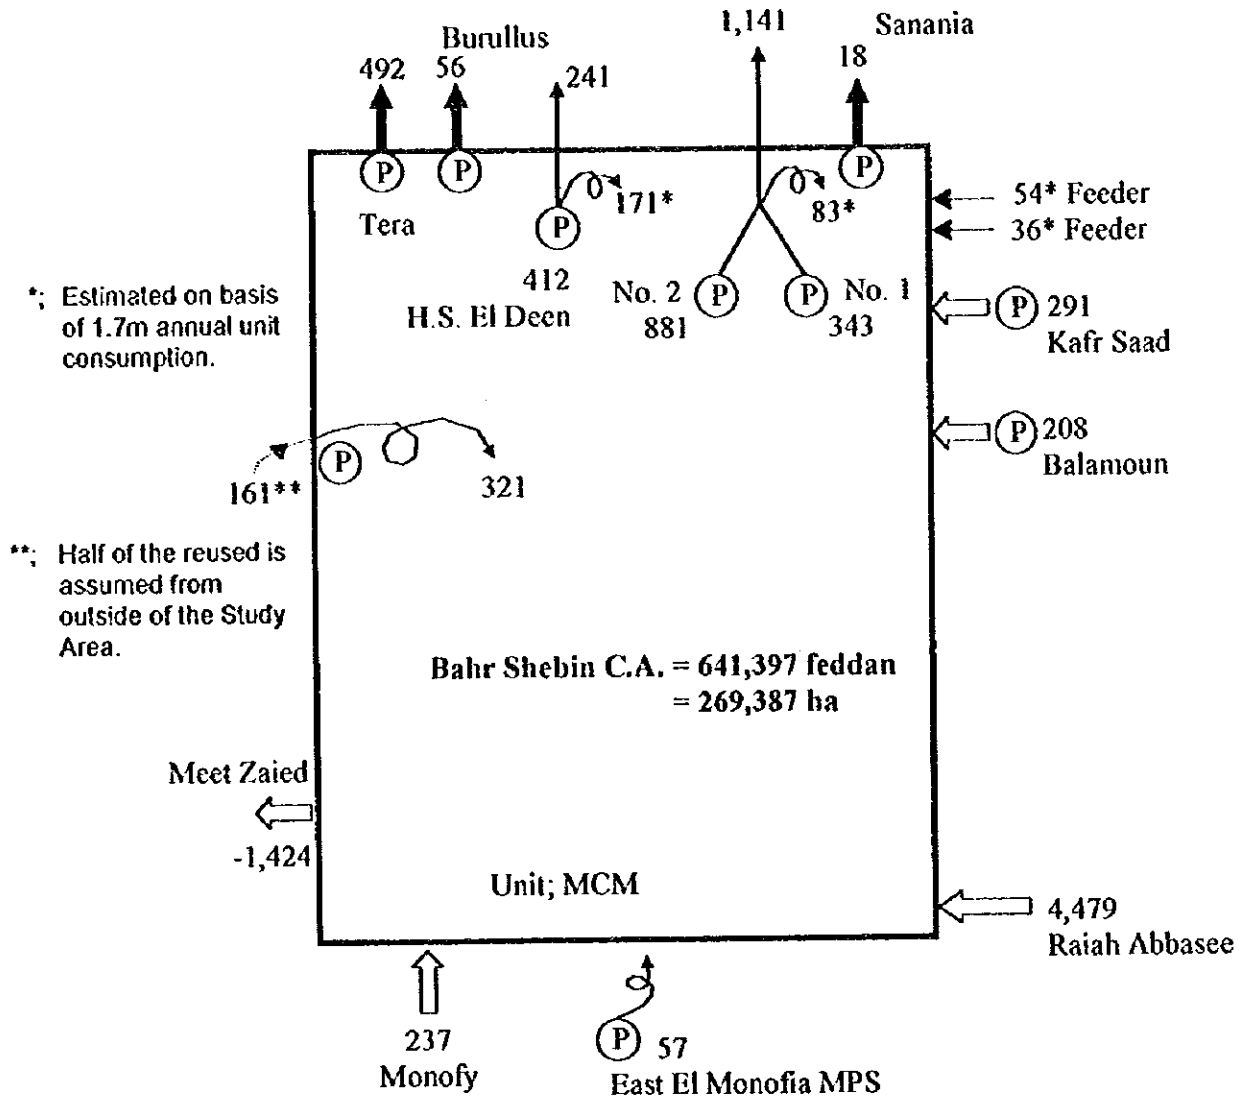 1,141
Burullus
Sanania
492
56
241
18
P
P
P
171*
83*
54* Feeder
Tera
P
36* Feeder
412
No. 2
P
P
No. 1
P
291
*; Estimated on basis
H.S. El Deen
881
343
Kafr Saad
of 1.7m annual unit
consumption.
P
208
P
Balamoun
161**
321
**; Half of the reused is
assumed from
outside of the Study
Area.
Bahr Shebin C.A. = 641,397 feddan
= 269,387 ha
Meet Zaied
-1,424
Unit; MCM
4,479
Raiah Abbasee
237
P
57
Monofy
East El Monofia MPS